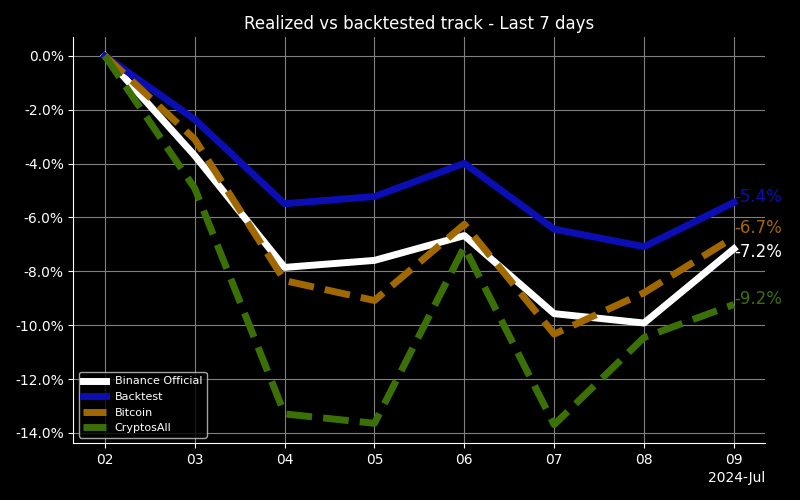 Realized vs backtested track - Last 7 days
0.0%
-2.0%
-4.0%
-6.0%
-8.0%
-10.0%
-12.0%
-14.0%
-5.4%
-6.7%
-7.2%
-9.2%
Binance Official
Backtest
Bitcoin
CryptosAll
02 03 04 05 06 07 08 09
2024-Jul